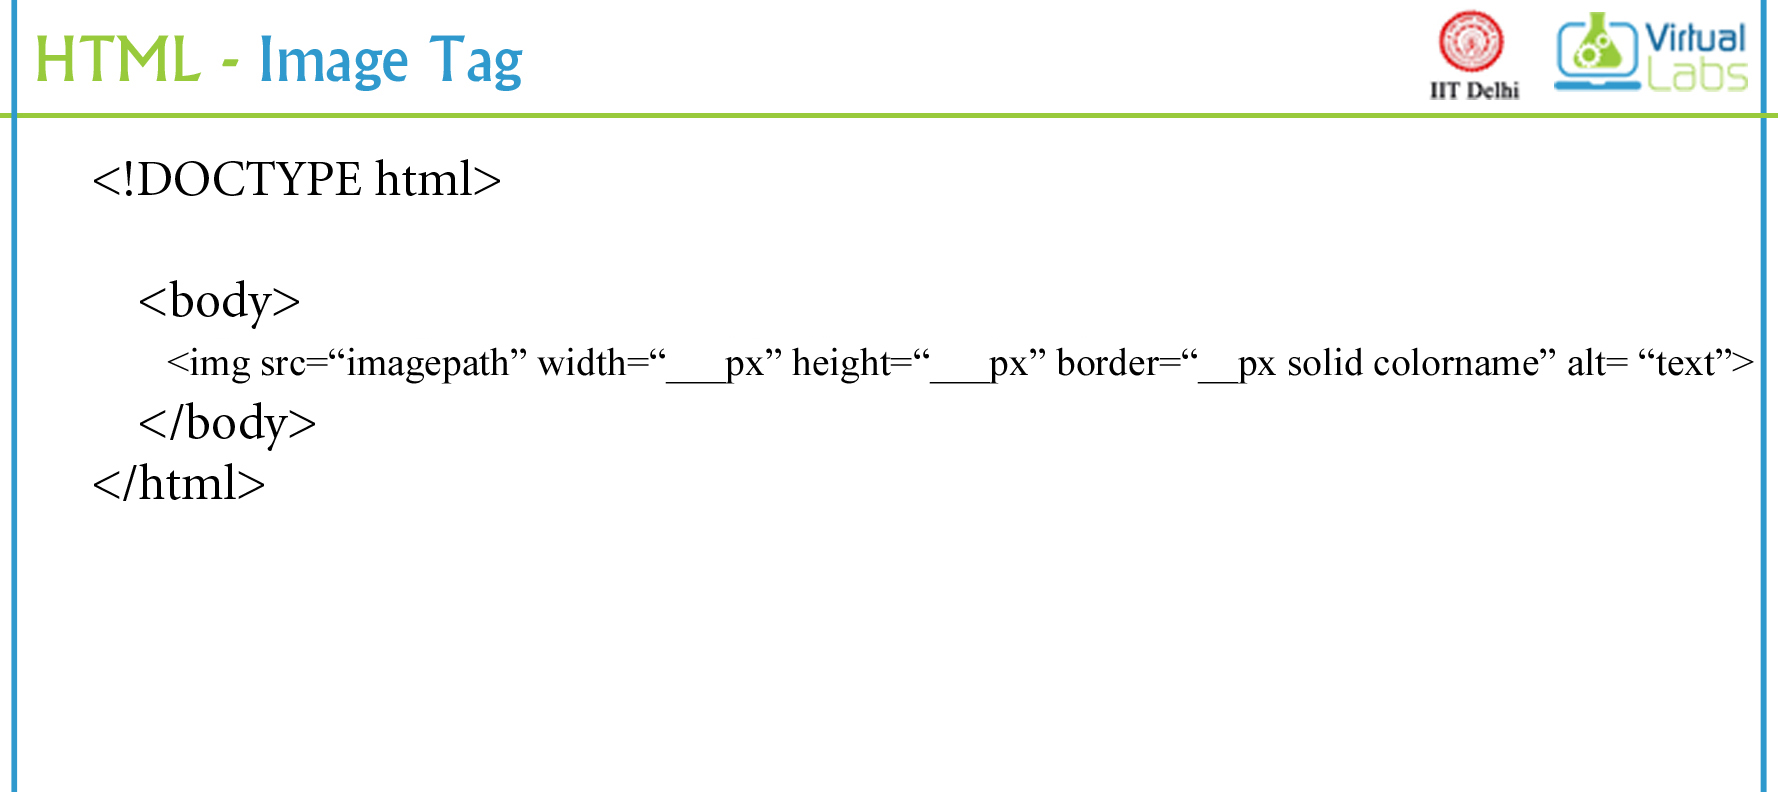 HTML - Image Tag
IIT Delhi
Virtual
Labs
<!DOCTYPE html>
<body>
<img src=“imagepath” width=“___px” height=“___px” border=“__px solid colorname” alt= “text”>
</body>
</html>